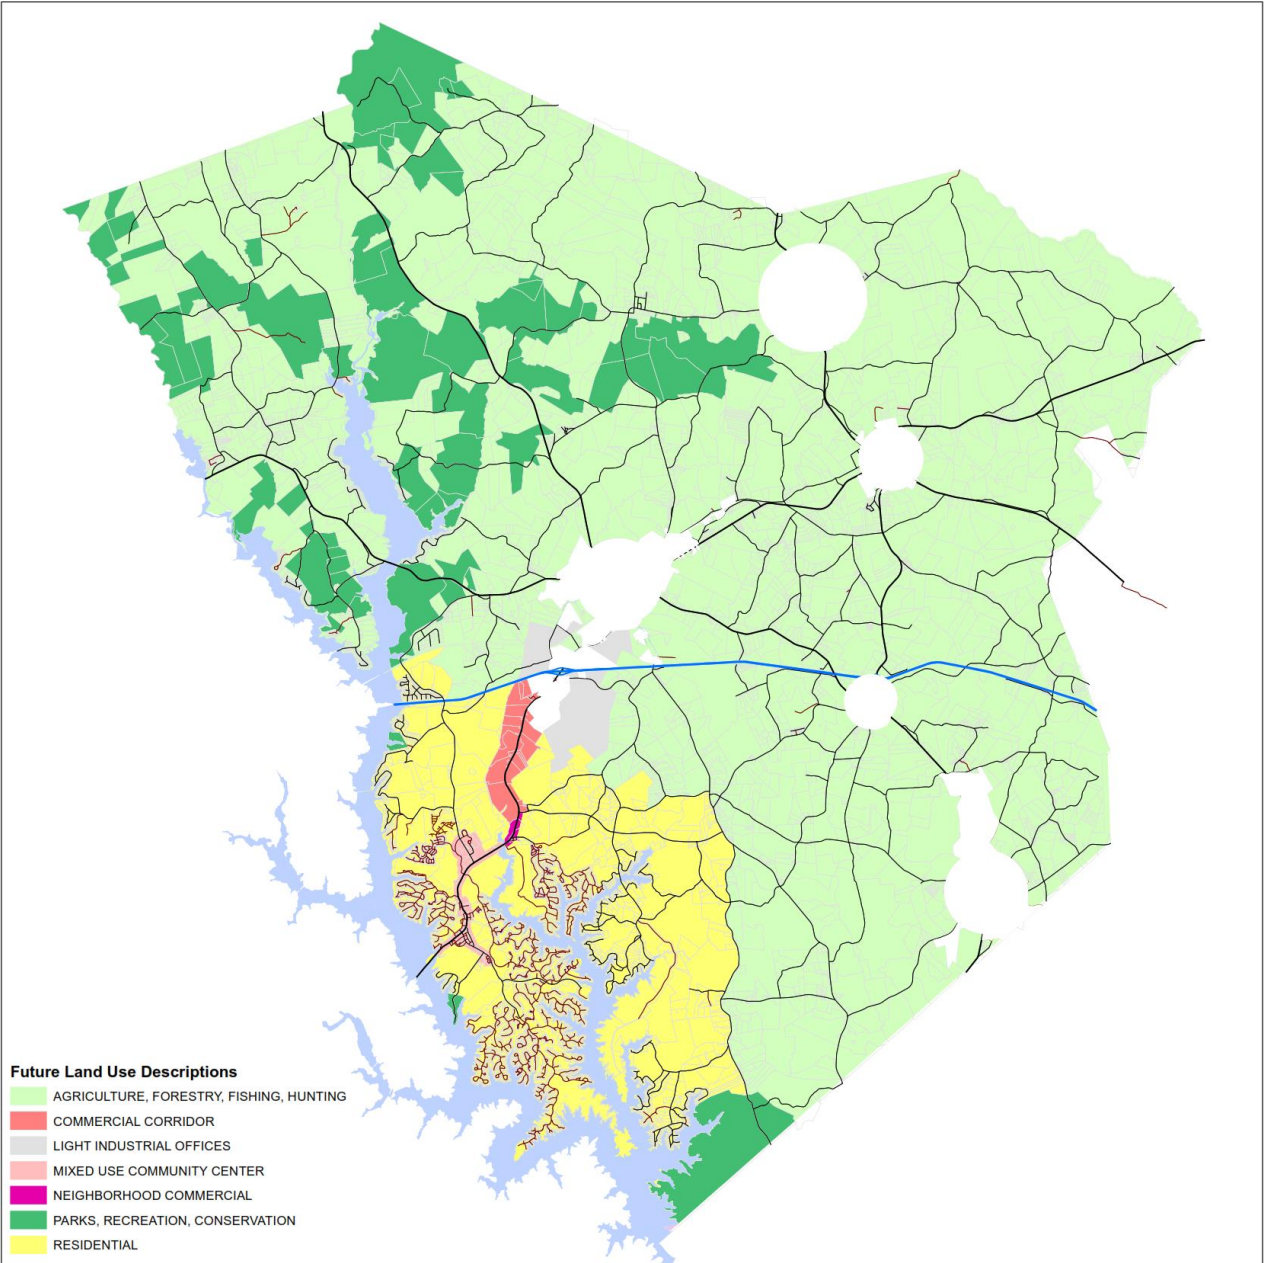 Future Land Use Descriptions
AGRICULTURE, FORESTRY, FISHING, HUNTING
COMMERCIAL CORRIDOR
LIGHT INDUSTRIAL OFFICES
MIXED USE COMMUNITY CENTER
NEIGHBORHOOD COMMERCIAL
PARKS, RECREATION, CONSERVATION
RESIDENTIAL